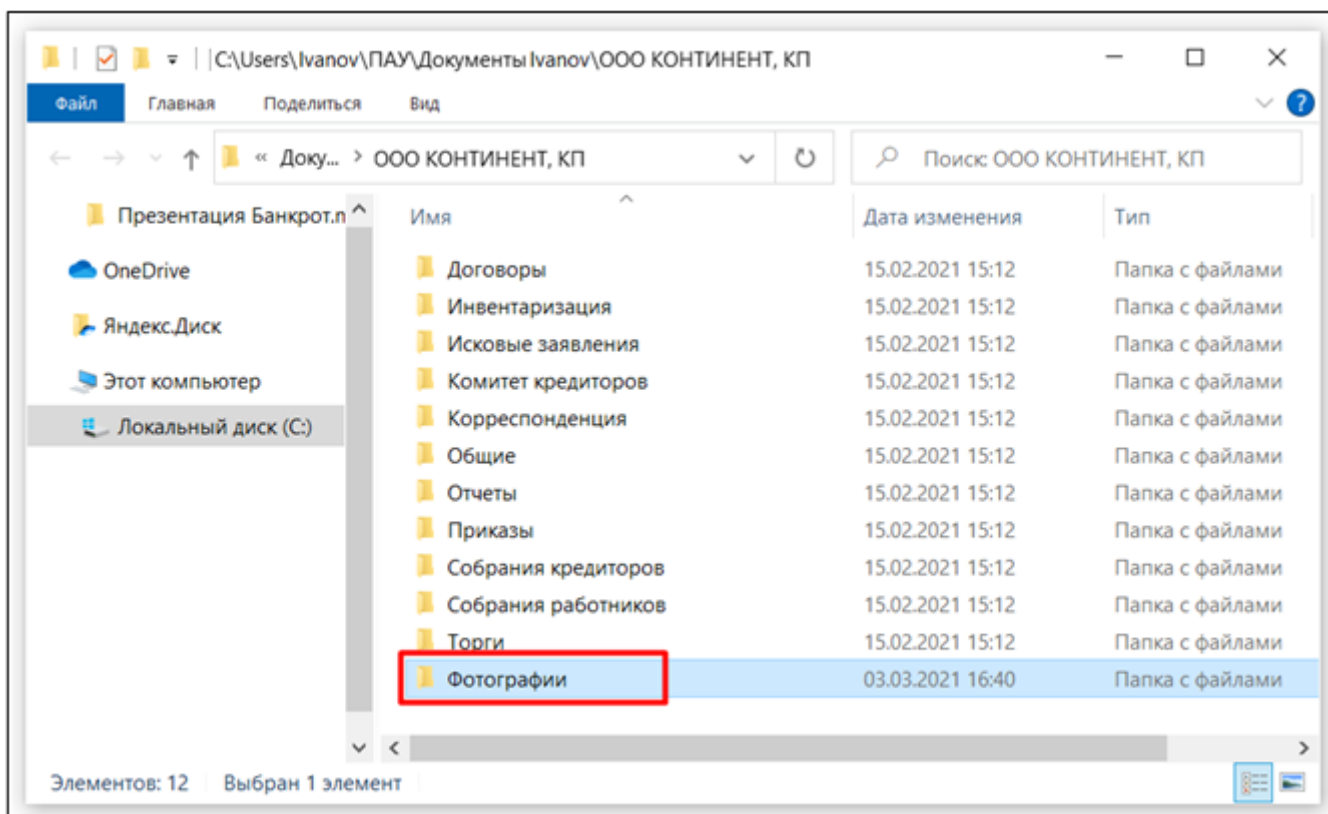 C:\Users\Ivanov\ПАУ\Документы Ivanov\ООО КОНТИНЕНТ, КП
Файл Главная Поделиться Вид
« Доку... > ООО КОНТИНЕНТ, КП Поиск: ООО КОНТИНЕНТ, КП
Презентация Банкрот.п
OneDrive
Яндекс.Диск
Этот компьютер
Локальный диск (C:)
Имя Дата изменения Тип
Договоры 15.02.2021 15:12 Папка с файлами
Инвентаризация 15.02.2021 15:12 Папка с файлами
Исковые заявления 15.02.2021 15:12 Папка с файлами
Комитет кредиторов 15.02.2021 15:12 Папка с файлами
Корреспонденция 15.02.2021 15:12 Папка с файлами
Общие 15.02.2021 15:12 Папка с файлами
Отчеты 15.02.2021 15:12 Папка с файлами
Приказы 15.02.2021 15:12 Папка с файлами
Собрания кредиторов 15.02.2021 15:12 Папка с файлами
Собрания работников 15.02.2021 15:12 Папка с файлами
Торги 15.02.2021 15:12 Папка с файлами
Фотографии 03.03.2021 16:40 Папка с файлами
Элементов: 12 Выбран 1 элемент